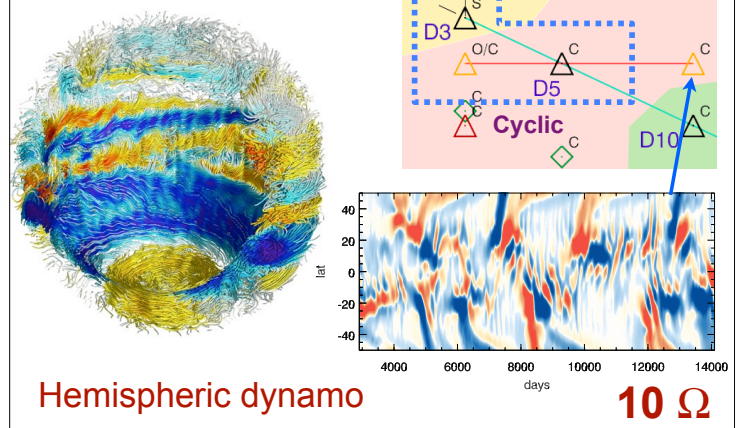 S
D3
O/C
C
C
D5
C
C
Cyclic
D10
C
C
40
20
0
-20
-40
lat
4000 6000 8000 10000 12000 14000
days
Hemispheric dynamo
10 Ω